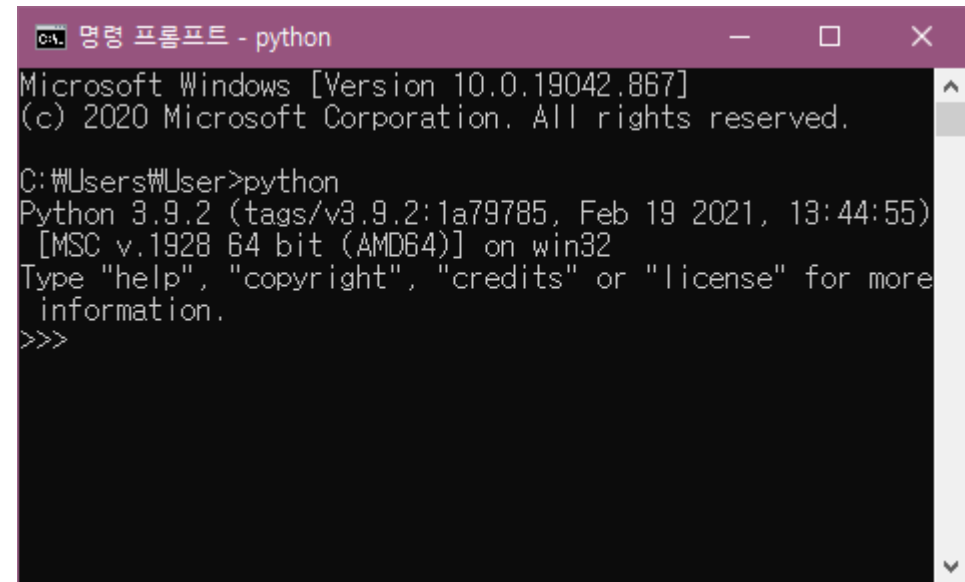 명령 프롬프트 - python
Microsoft Windows [Version 10.0.19042.867]
(c) 2020 Microsoft Corporation. All rights reserved.
C:₩Users₩User>python
Python 3.9.2 (tags/v3.9.2:1a79785, Feb 19 2021, 13:44:55)
[MSC v.1928 64 bit (AMD64)] on win32
Type "help", "copyright", "credits" or "license" for more
information.
>>>